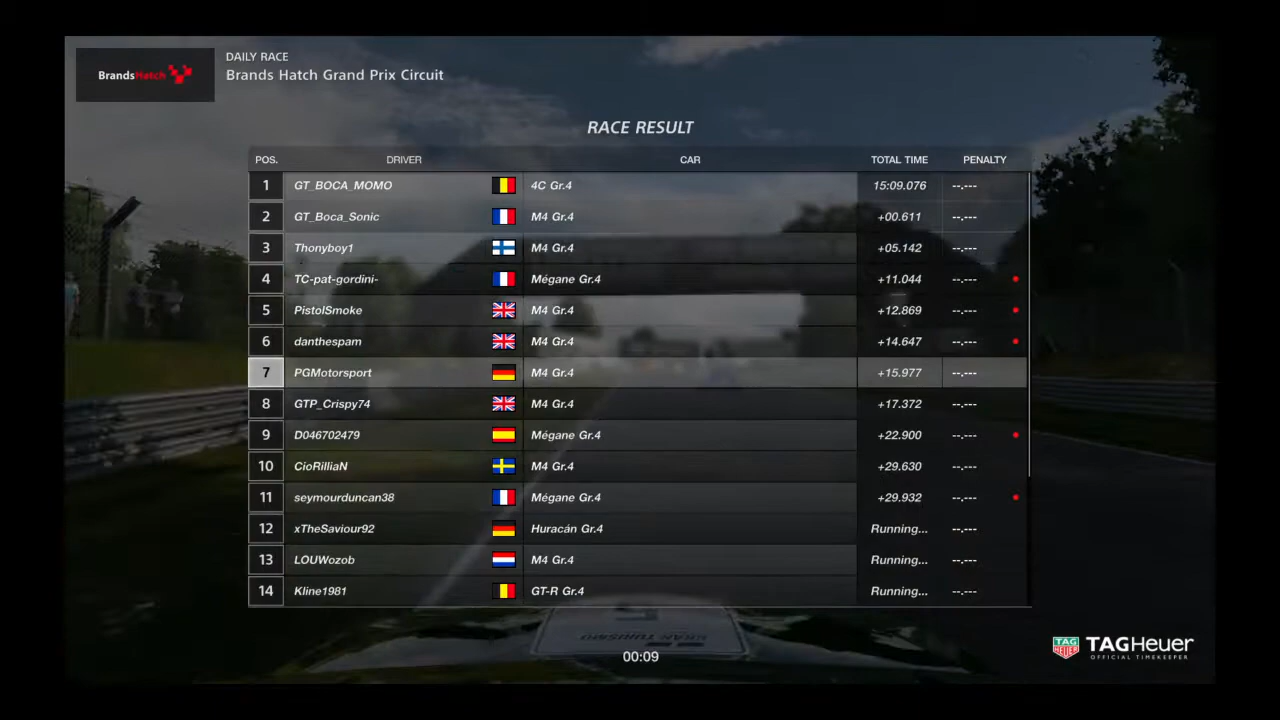 BrandsHatch
DAILY RACE
Brands Hatch Grand Prix Circuit
RACE RESULT
POS. DRIVER CAR TOTAL TIME PENALTY
1 GT_BOCA_MOMO 4C Gr.4 15:09.076 --.---
2 GT_Boca_Sonic M4 Gr.4 +00.611 --.---
3 Thonyboy1 M4 Gr.4 +05.142 --.---
4 TC-pat-gordini- Mégane Gr.4 +11.044 --.---
5 PistolSmoke M4 Gr.4 +12.869 --.---
6 danthespam M4 Gr.4 +14.647 --.---
7 PGMotorsport M4 Gr.4 +15.977 --.---
8 GTP_Crispy74 M4 Gr.4 +17.372 --.---
9 D046702479 Mégane Gr.4 +22.900 --.---
10 CioRilliaN M4 Gr.4 +29.630 --.---
11 seymourduncan38 Mégane Gr.4 +29.932 --.---
12 xTheSaviour92 Huracán Gr.4 Running... --.---
13 LOUWozob M4 Gr.4 Running... --.---
14 Kline1981 GT-R Gr.4 Running... --.---
GRAN TURISMO
00:09
TAG HEUER TAGHeuer
OFFICIAL TIMEKEEPER